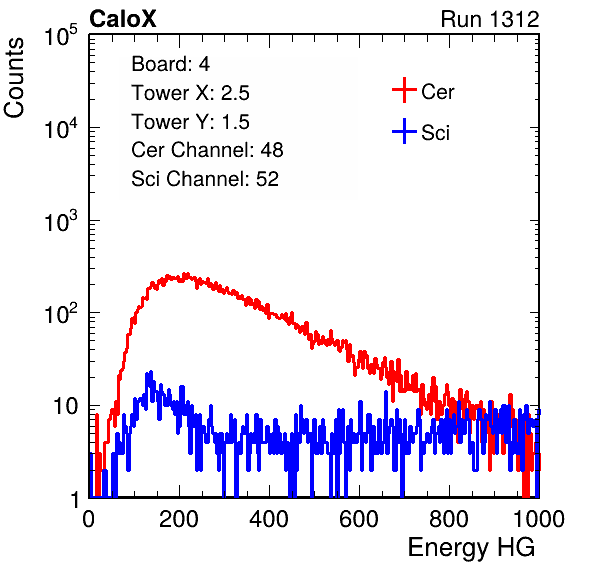 CaloX Run 1312
Counts
10^5
10^4
10^3
10^2
10
1
Board: 4
Tower X: 2.5
Tower Y: 1.5
Cer Channel: 48
Sci Channel: 52
Cer
Sci
0 200 400 600 800 1000
Energy HG